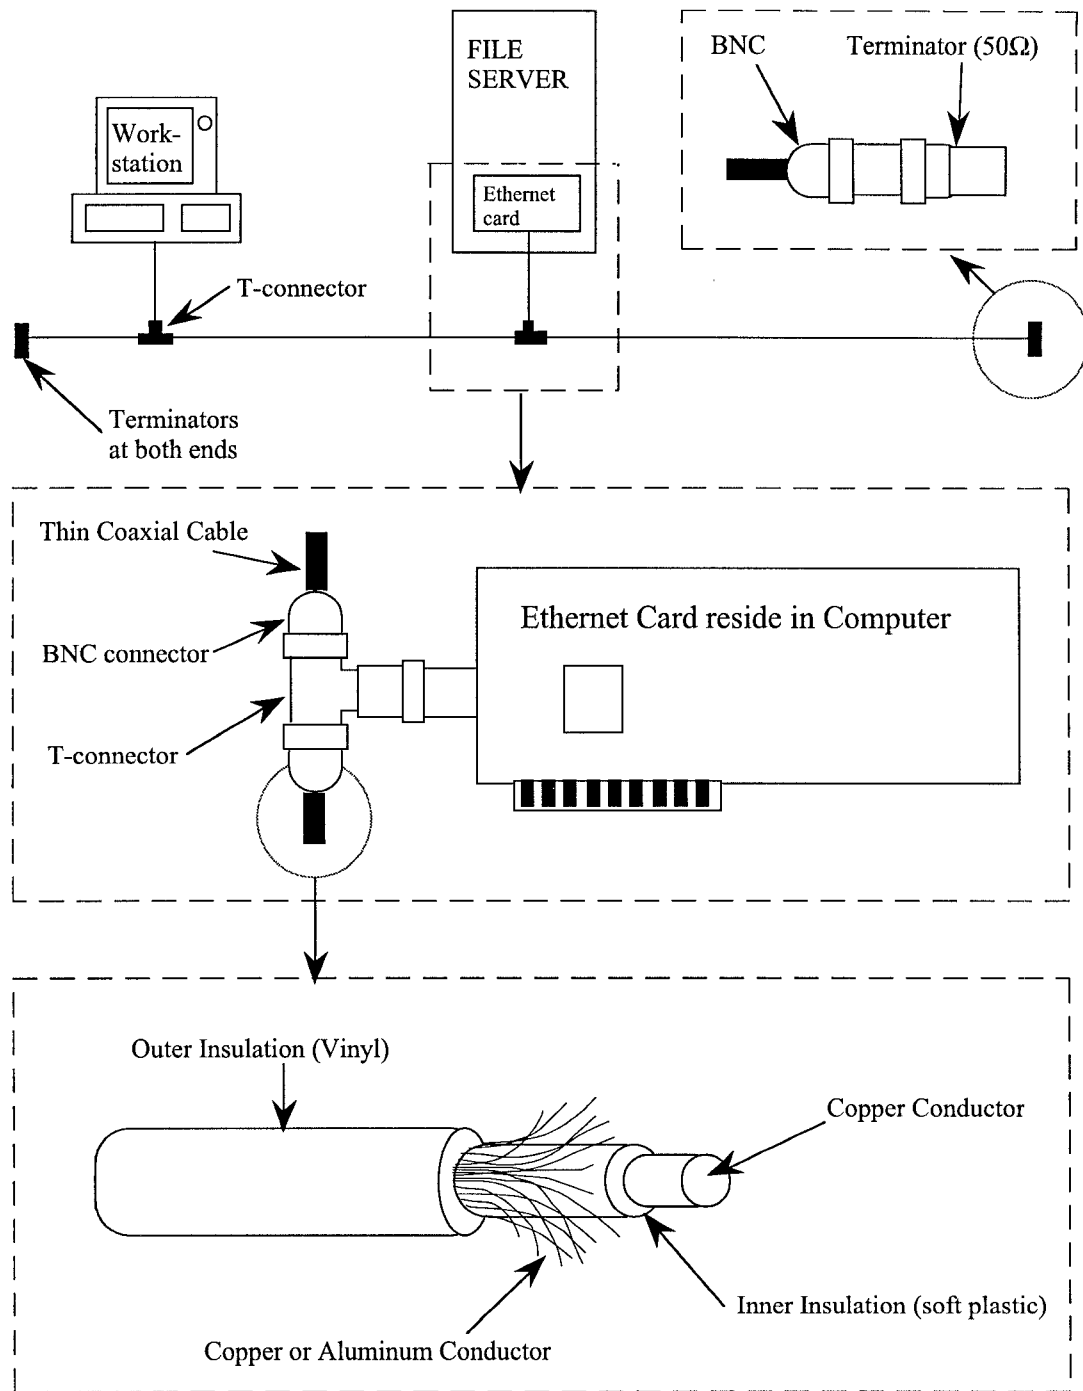 FILE
SERVER
BNC
Terminator (50Ω)
Work-
station
Ethernet
card
T-connector
Terminators
at both ends
Thin Coaxial Cable
Ethernet Card reside in Computer
BNC connector
T-connector
Outer Insulation (Vinyl)
Copper Conductor
Inner Insulation (soft plastic)
Copper or Aluminum Conductor